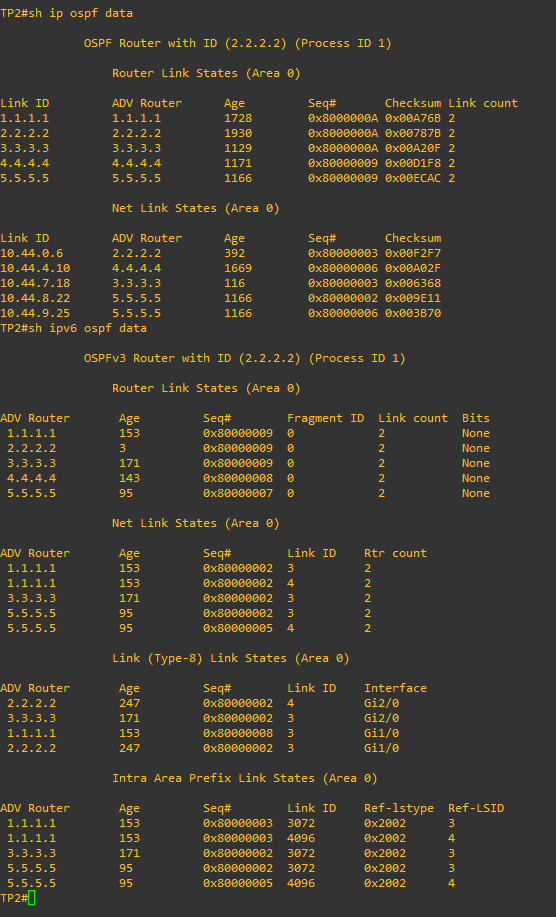 TP2#sh ip ospf data
OSPF Router with ID (2.2.2.2) (Process ID 1)
Router Link States (Area 0)
Link ID ADV Router Age Seq# Checksum Link count
1.1.1.1 1.1.1.1 1728 0x8000000A 0x00A76B 2
2.2.2.2 2.2.2.2 1930 0x8000000A 0x00787B 2
3.3.3.3 3.3.3.3 1129 0x8000000A 0x00A20F 2
4.4.4.4 4.4.4.4 1171 0x80000009 0x00D1F8 2
5.5.5.5 5.5.5.5 1166 0x80000009 0x00ECAC 2
Net Link States (Area 0)
Link ID ADV Router Age Seq# Checksum
10.44.0.6 2.2.2.2 392 0x80000003 0x00F2F7
10.44.4.10 4.4.4.4 1669 0x80000006 0x00A02F
10.44.7.18 3.3.3.3 116 0x80000003 0x006368
10.44.8.22 5.5.5.5 1166 0x80000002 0x009E11
10.44.9.25 5.5.5.5 1166 0x80000006 0x003B70
TP2#sh ipv6 ospf data
OSPFv3 Router with ID (2.2.2.2) (Process ID 1)
Router Link States (Area 0)
ADV Router Age Seq# Fragment ID Link count Bits
1.1.1.1 153 0x80000009 0 2 None
2.2.2.2 3 0x80000009 0 2 None
3.3.3.3 171 0x80000009 0 2 None
4.4.4.4 143 0x80000008 0 2 None
5.5.5.5 95 0x80000007 0 2 None
Net Link States (Area 0)
ADV Router Age Seq# Link ID Rtr count
1.1.1.1 153 0x80000002 3 2
1.1.1.1 153 0x80000002 4 2
3.3.3.3 171 0x80000002 3 2
5.5.5.5 95 0x80000002 3 2
5.5.5.5 95 0x80000005 4 2
Link (Type-8) Link States (Area 0)
ADV Router Age Seq# Link ID Interface
2.2.2.2 247 0x80000002 4 Gi2/0
3.3.3.3 171 0x80000002 3 Gi2/0
1.1.1.1 153 0x80000008 3 Gi1/0
2.2.2.2 247 0x80000002 3 Gi1/0
Intra Area Prefix Link States (Area 0)
ADV Router Age Seq# Link ID Ref-lstype Ref-LSID
1.1.1.1 153 0x80000003 3072 0x2002 3
1.1.1.1 153 0x80000003 4096 0x2002 4
3.3.3.3 171 0x80000002 3072 0x2002 3
5.5.5.5 95 0x80000002 3072 0x2002 3
5.5.5.5 95 0x80000005 4096 0x2002 4
TP2#